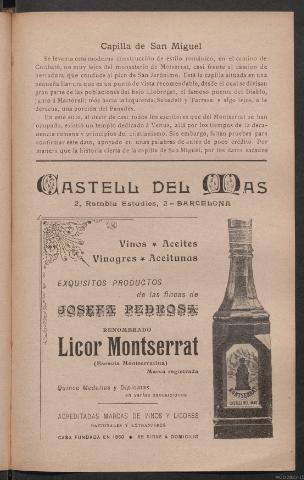 Capilla de San Miguel
Se levanta esta moderna construcción de estilo románico, en el camino de
Collbató, no muy lejos del monasterio de Montserrat, casi frente al camino de
herradura que conduce al pico de San Jerónimo. Está la capilla situada en una
pequeña llanura que es un punto de vista recomendable, desde el cual se divisan
gran parte de las poblaciones del Bajo Llobregat, el famoso puente del Diablo,
junto á Martorell; más hacia la izquierda, Sabadell y Tarrasa, y algo lejos, á la
derecha, una porción del Panadés.
En este sitio, al decir de casi todos los escritores que del Montserrat se han
ocupado, existió un templo dedicado á Venus, allá por los tiempos de la deca-
dencia romana y principios del cristianismo. Sin embargo, faltan pruebas para
confirmar este dato, apoyado en unas palabras de autor de poco crédito. Por
manera que la historia cierta de la capilla de San Miguel, por los datos escasos
CASTELL DEL MAS
2, Rambla Estudios, 2 - BARCELONA
Vinos * Aceites
Vinagres * Aceitunas
EXQUISITOS PRODUCTOS
de las fincas de
JOSEFA PEDROSA
RENOMBRADO
Licor Montserrat
(Esencia Montserratina)
Marca registrada
Quince Medallas y Diplomas
en varias exposiciones
ACREDITADAS MARCAS DE VINOS Y LICORES
NACIONALES Y EXTRANJEROS
CASA FUNDADA EN 1850 * SE SIRVE Á DOMICILIO
MONTSERRAT
CASTELL DEL MAS